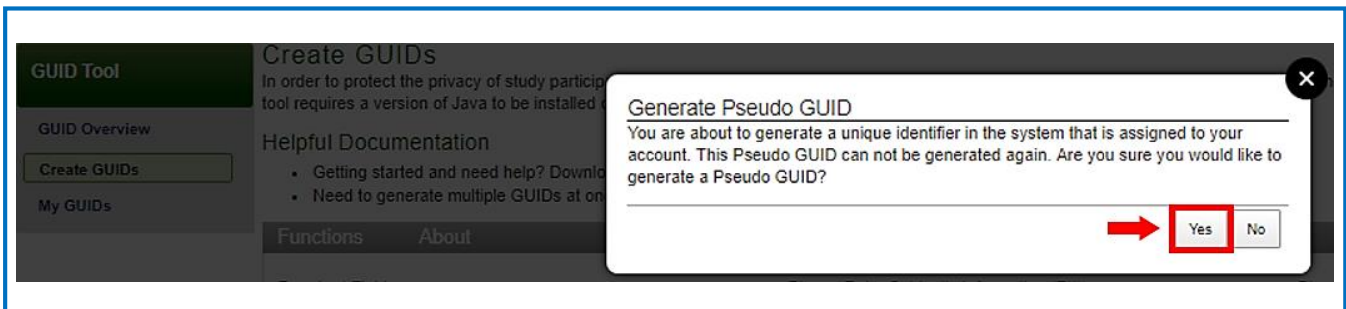 GUID Tool
GUID Overview
Create GUIDs
My GUIDs
Create GUIDs
In order to protect the privacy of study particip
tool requires a version of Java to be installed
Helpful Documentation
Getting started and need help? Downlo
Need to generate multiple GUIDs at on
Functions About
Generate Pseudo GUID
You are about to generate a unique identifier in the system that is assigned to your
account. This Pseudo GUID can not be generated again. Are you sure you would like to
generate a Pseudo GUID?
Yes No